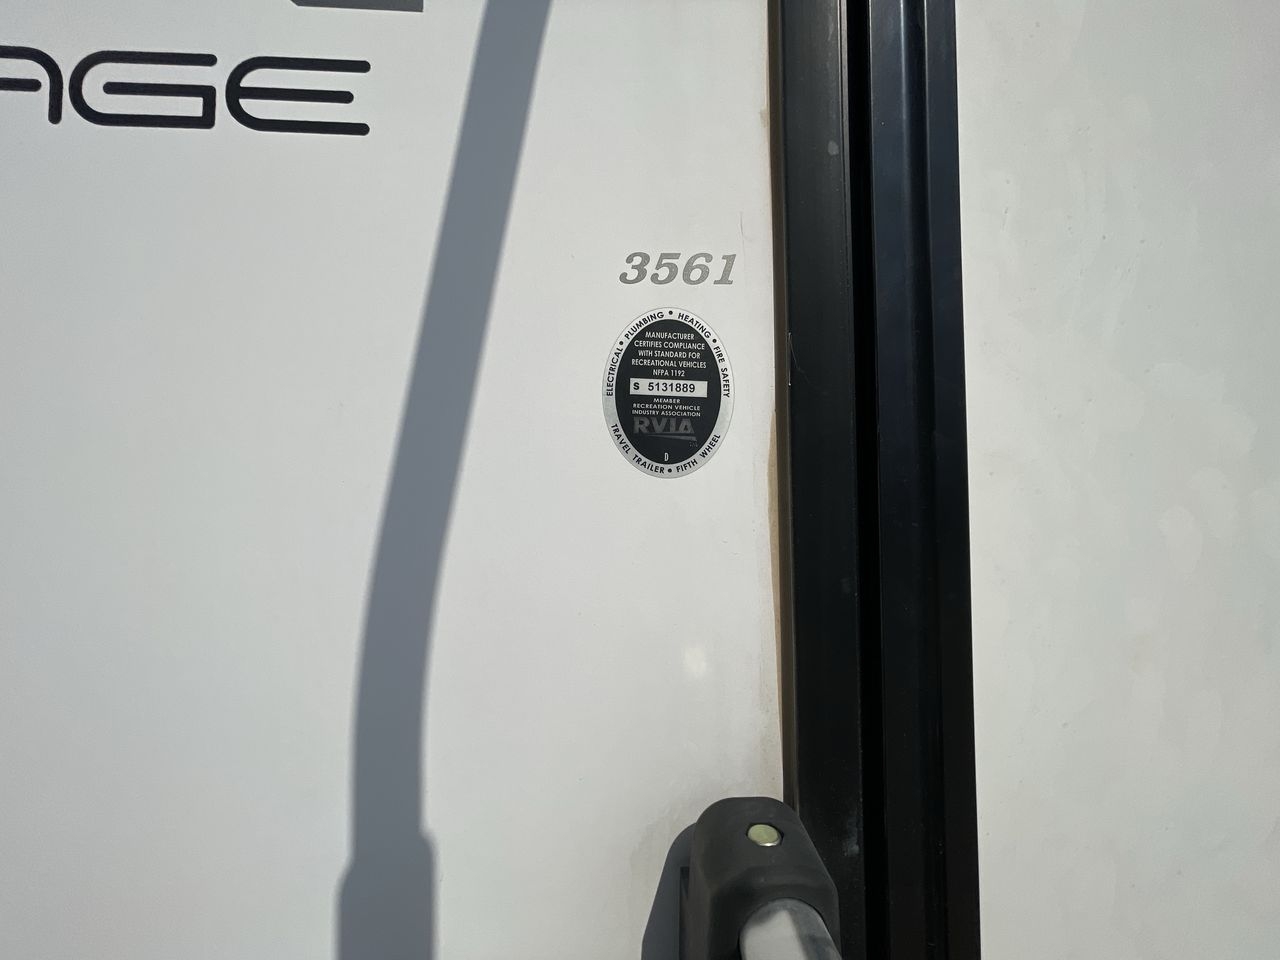 AGE
3561
ELECTRICAL • PLUMBING • HEATING • FIRE SAFETY
MANUFACTURER
CERTIFIES COMPLIANCE
WITH STANDARD FOR
RECREATIONAL VEHICLES
NFPA 1192
S 5131889
MEMBER
RECREATION VEHICLE
INDUSTRY ASSOCIATION
RVIA
D
TRAVEL TRAILER • FIFTH WHEEL